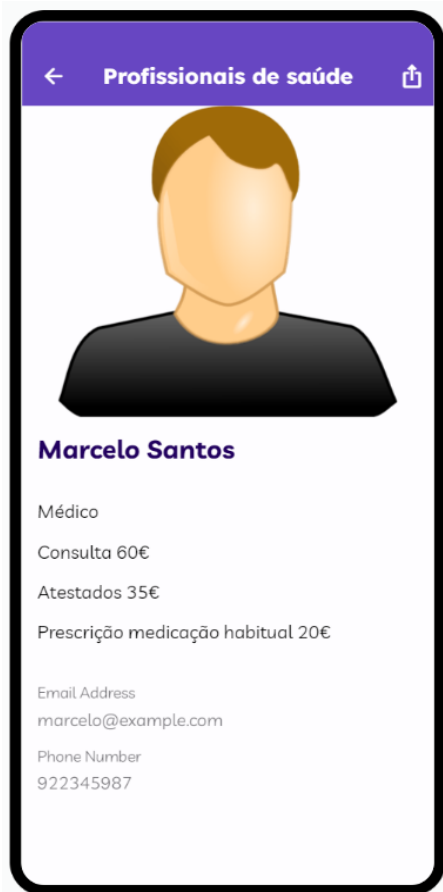 Profissionais de saúde
Marcelo Santos
Médico
Consulta 60€
Atestados 35€
Prescrição medicação habitual 20€
Email Address
marcelo@example.com
Phone Number
922345987